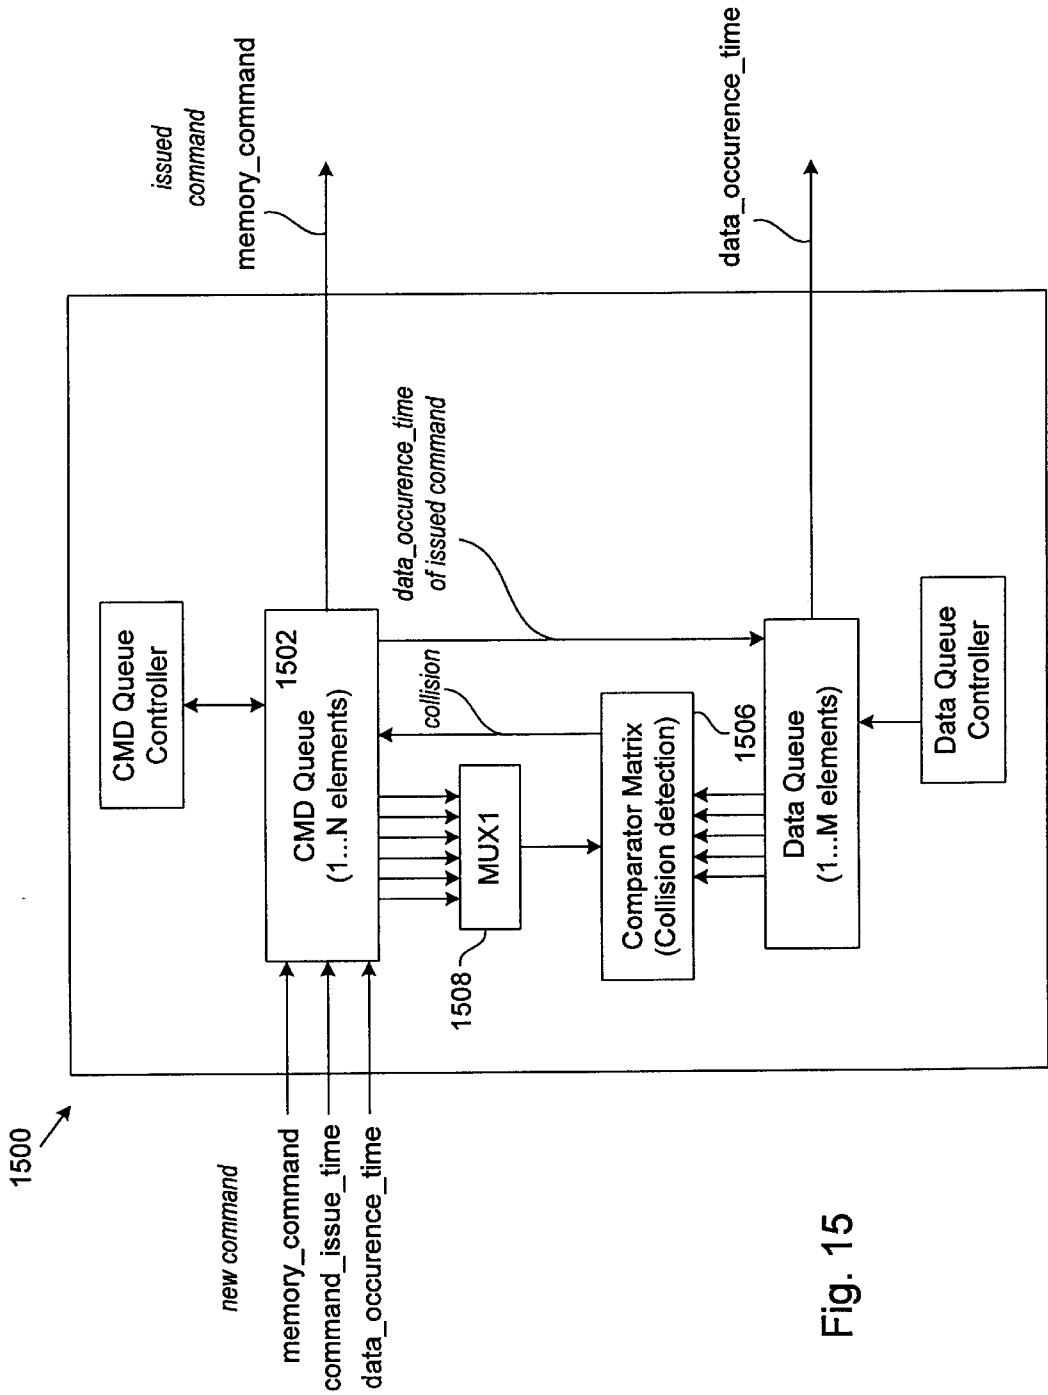 1500
new command
memory_command
command_issue_time
data_occurence_time
CMD Queue
Controller
1502
CMD Queue
(1...N elements)
issued
command
memory_command
collision
data_occurence_time
of issued command
1508
MUX1
Comparator Matrix
(Collision detection)
1506
Data Queue
(1...M elements)
data_occurence_time
Data Queue
Controller
Fig. 15